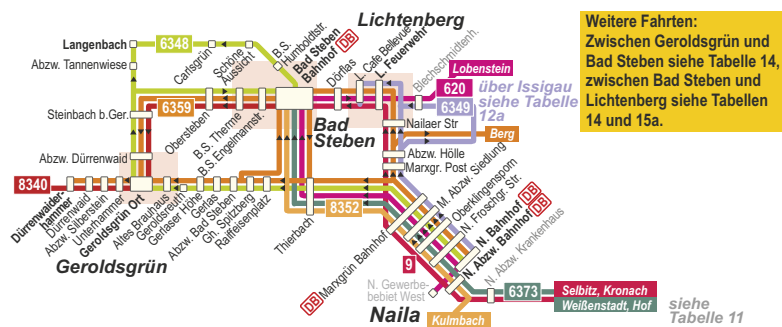 Lichtenberg
Weitere Fahrten:
Zwischen Geroldsgrün und
Bad Steben siehe Tabelle 14,
zwischen Bad Steben und
Lichtenberg siehe Tabellen
14 und 15a.
Langenbach
6348
Abzw. Tannenwiese
Carlsgrün
Schöne
Aussicht
B.S.
Humboldtstr.
Bad Steben
Bahnhof
DB
Dörflas
L. Cafe Bellevue
L. Feuerwehr
Blechschmidtenh.
Lobenstein
620
6349
über Issigau
siehe Tabelle
12a
Steinbach b.Ger.
6359
Obersteben
B.S. Therme
B.S. Engelmannstr.
Bad
Steben
Nailaer Str
Berg
Abzw. Hölle
Marxgr. Post
Abzw. Dürrenwaid
8340
Dürrenwaider-
hammer
Dürrenwaid
Abzw. Silberstein
Unterhammer
Geroldsgrün Ort
Altes Brauhaus
Geroldsreuth
Gerlaser Höhe
Gerlas
Abzw. Bad Steben
Gh. Spitzberg
Raiffeisenplatz
Thierbach
8352
M. Abzw. Siedlung
Oberklingensporn
N. Froschgr. Str.
N. Bahnhof
DB
N. Abzw. Bahnhof
DB
N. Abzw. Krankenhaus
Geroldsgrün
DB
Marxgrün Bahnhof
9
N. Gewerbe-
bebiet West
Naila
Kulmbach
6373
Selbitz, Kronach
Weißenstadt, Hof
siehe
Tabelle 11